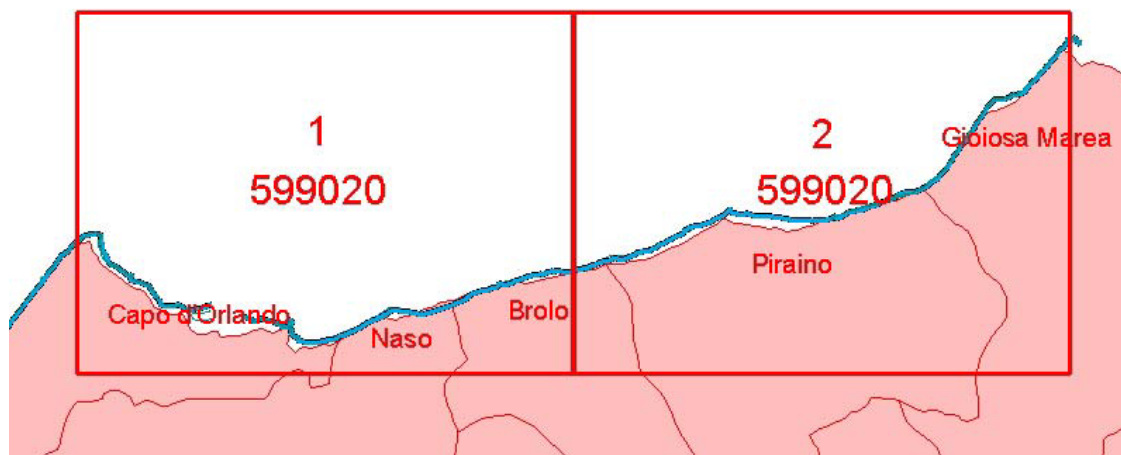 1
599020
2
599020
Gioiosa Marea
Capo d'Orlando
Naso
Brolo
Piraino